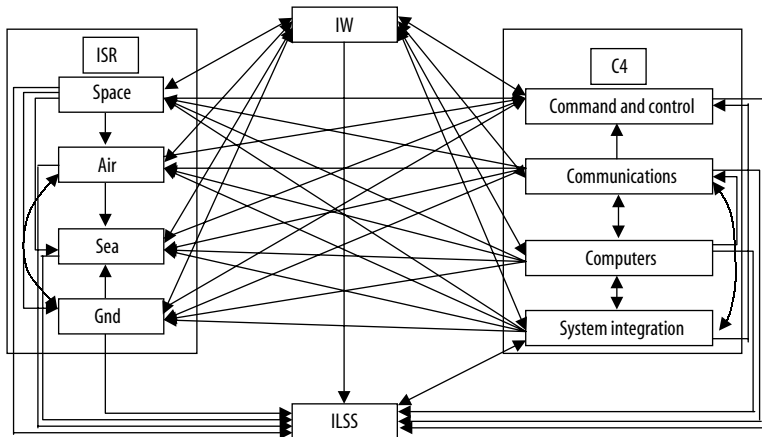 IW
ISR
Space
Air
Sea
Gnd
C4
Command and control
Communications
Computers
System integration
ILSS